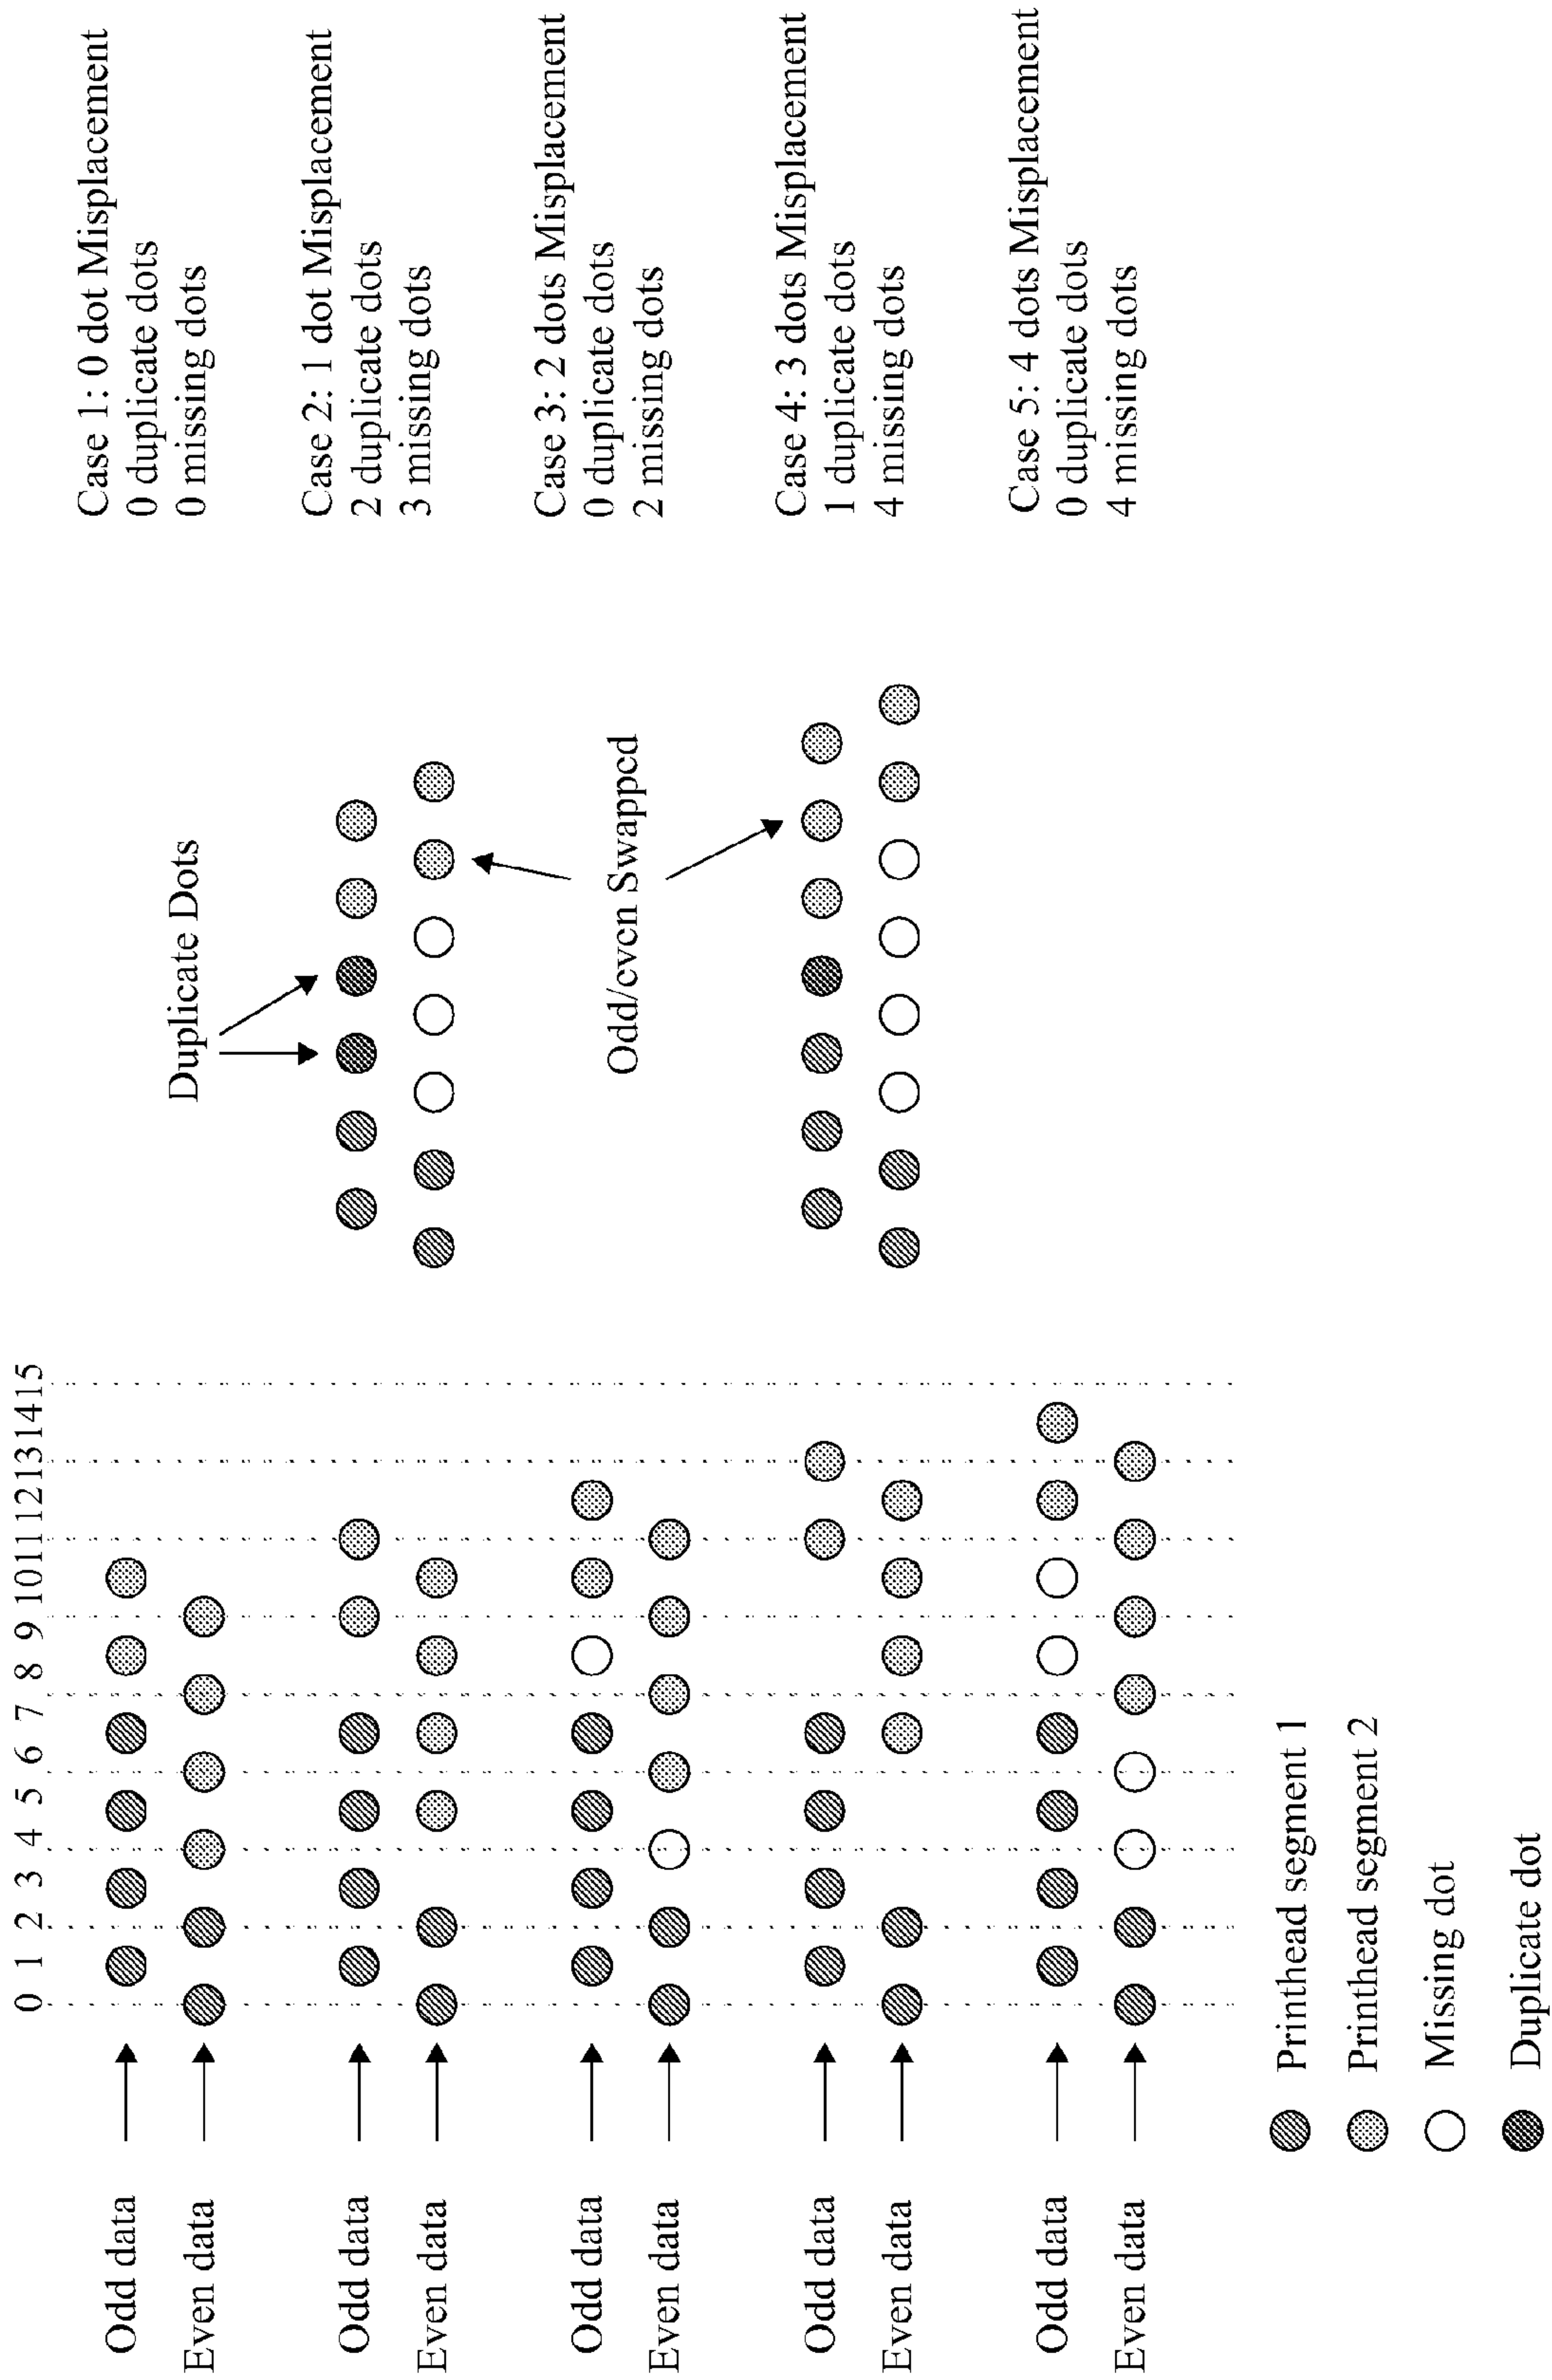 0 1 2 3 4 5 6 7 8 9 10 11 12 13 14 15
Odd data
Even data
Case 1: 0 dot Misplacement
0 duplicate dots
0 missing dots
Duplicate Dots
Odd data
Even data
Case 2: 1 dot Misplacement
2 duplicate dots
3 missing dots
Odd data
Even data
Odd/cvcn Swappcd
Case 3: 2 dots Misplacement
0 duplicate dots
2 missing dots
Odd data
Even data
Case 4: 3 dots Misplacement
1 duplicate dots
4 missing dots
Odd data
Even data
Case 5: 4 dots Misplacement
0 duplicate dots
4 missing dots
Printhead segment 1
Printhead segment 2
Missing dot
Duplicate dot